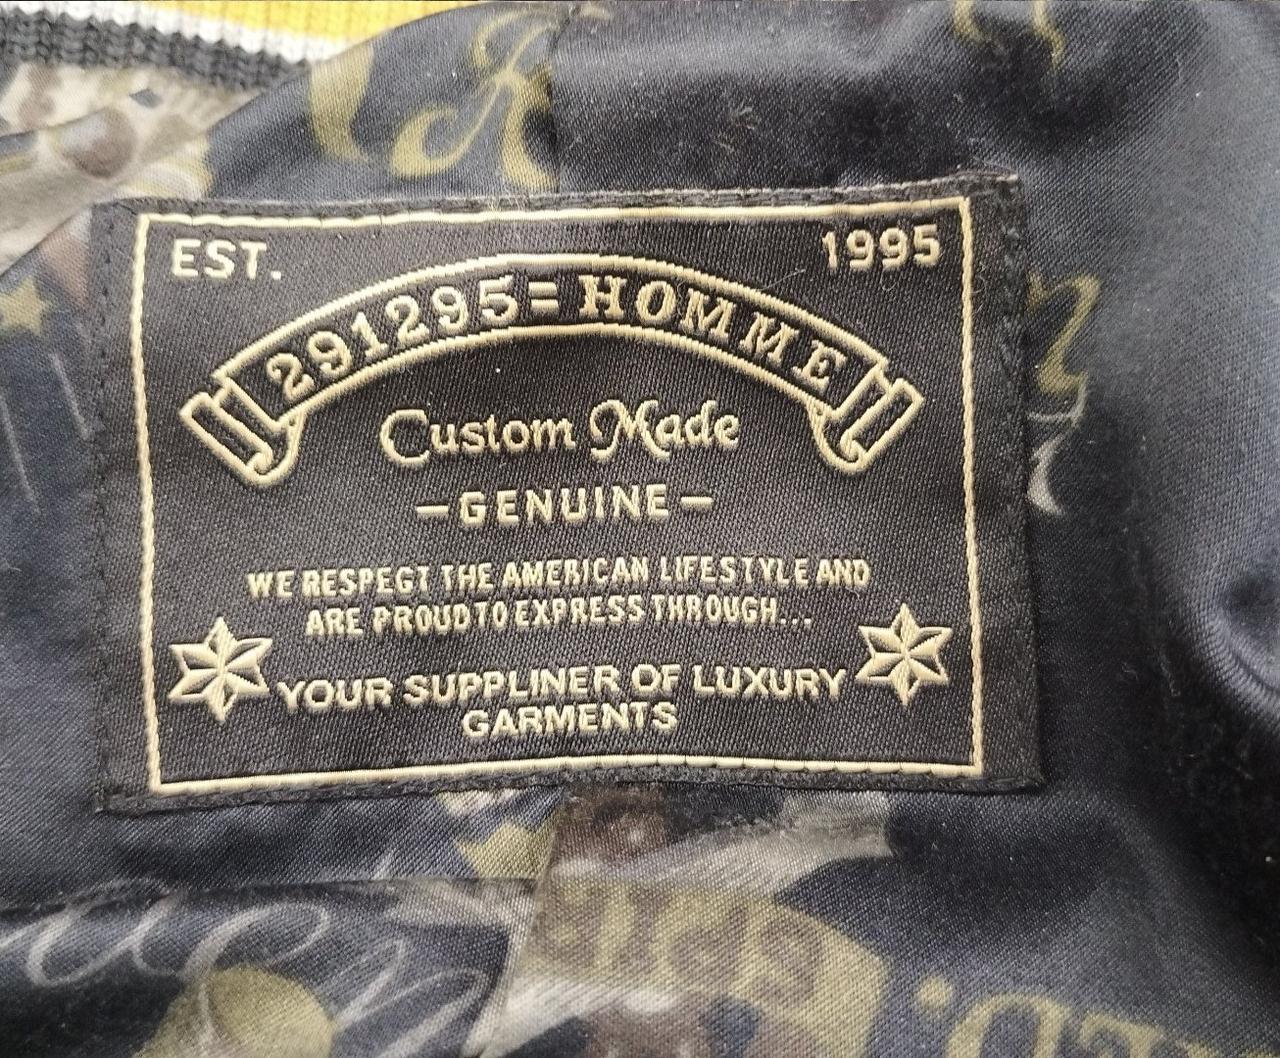 EST. 1995
291295=HOMME
Custom Made
-GENUINE-
WE RESPEGT THE AMERICAN LIFESTYLE AND
ARE PROUD TO EXPRESS THROUGH...
YOUR SUPPLINER OF LUXURY
GARMENTS